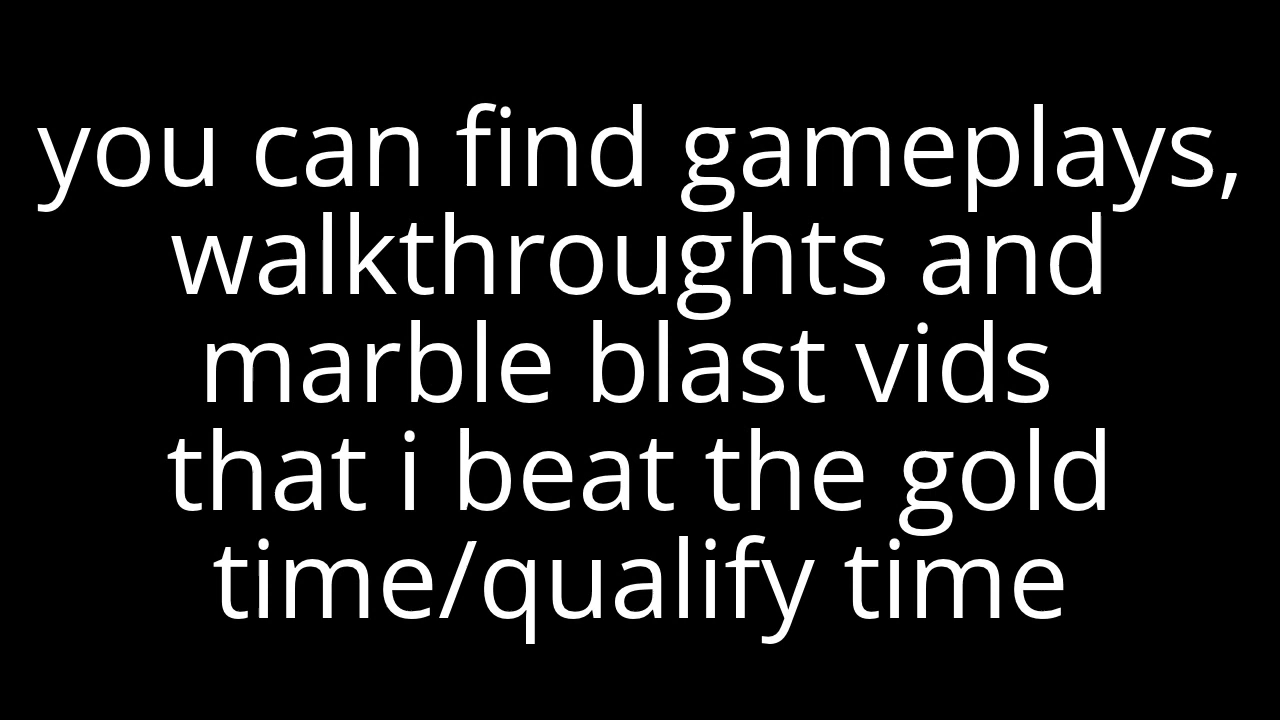 you can find gameplays,
walkthroughts and
marble blast vids
that i beat the gold
time/qualify time